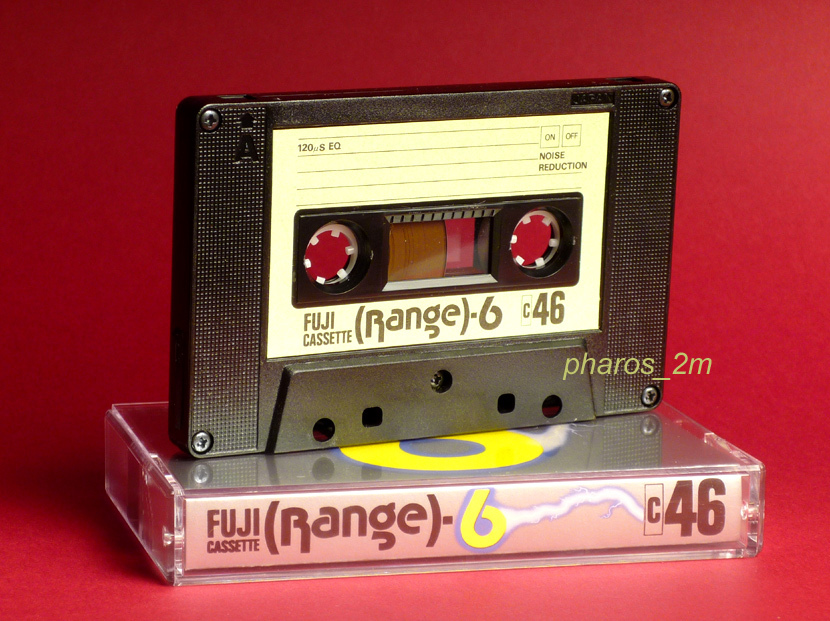 A
120μS EQ
ON OFF
NOISE
REDUCTION
FUJI
CASSETTE
(Range)-6
C46
pharos_2m
FUJI
CASSETTE
(Range)-6
C46